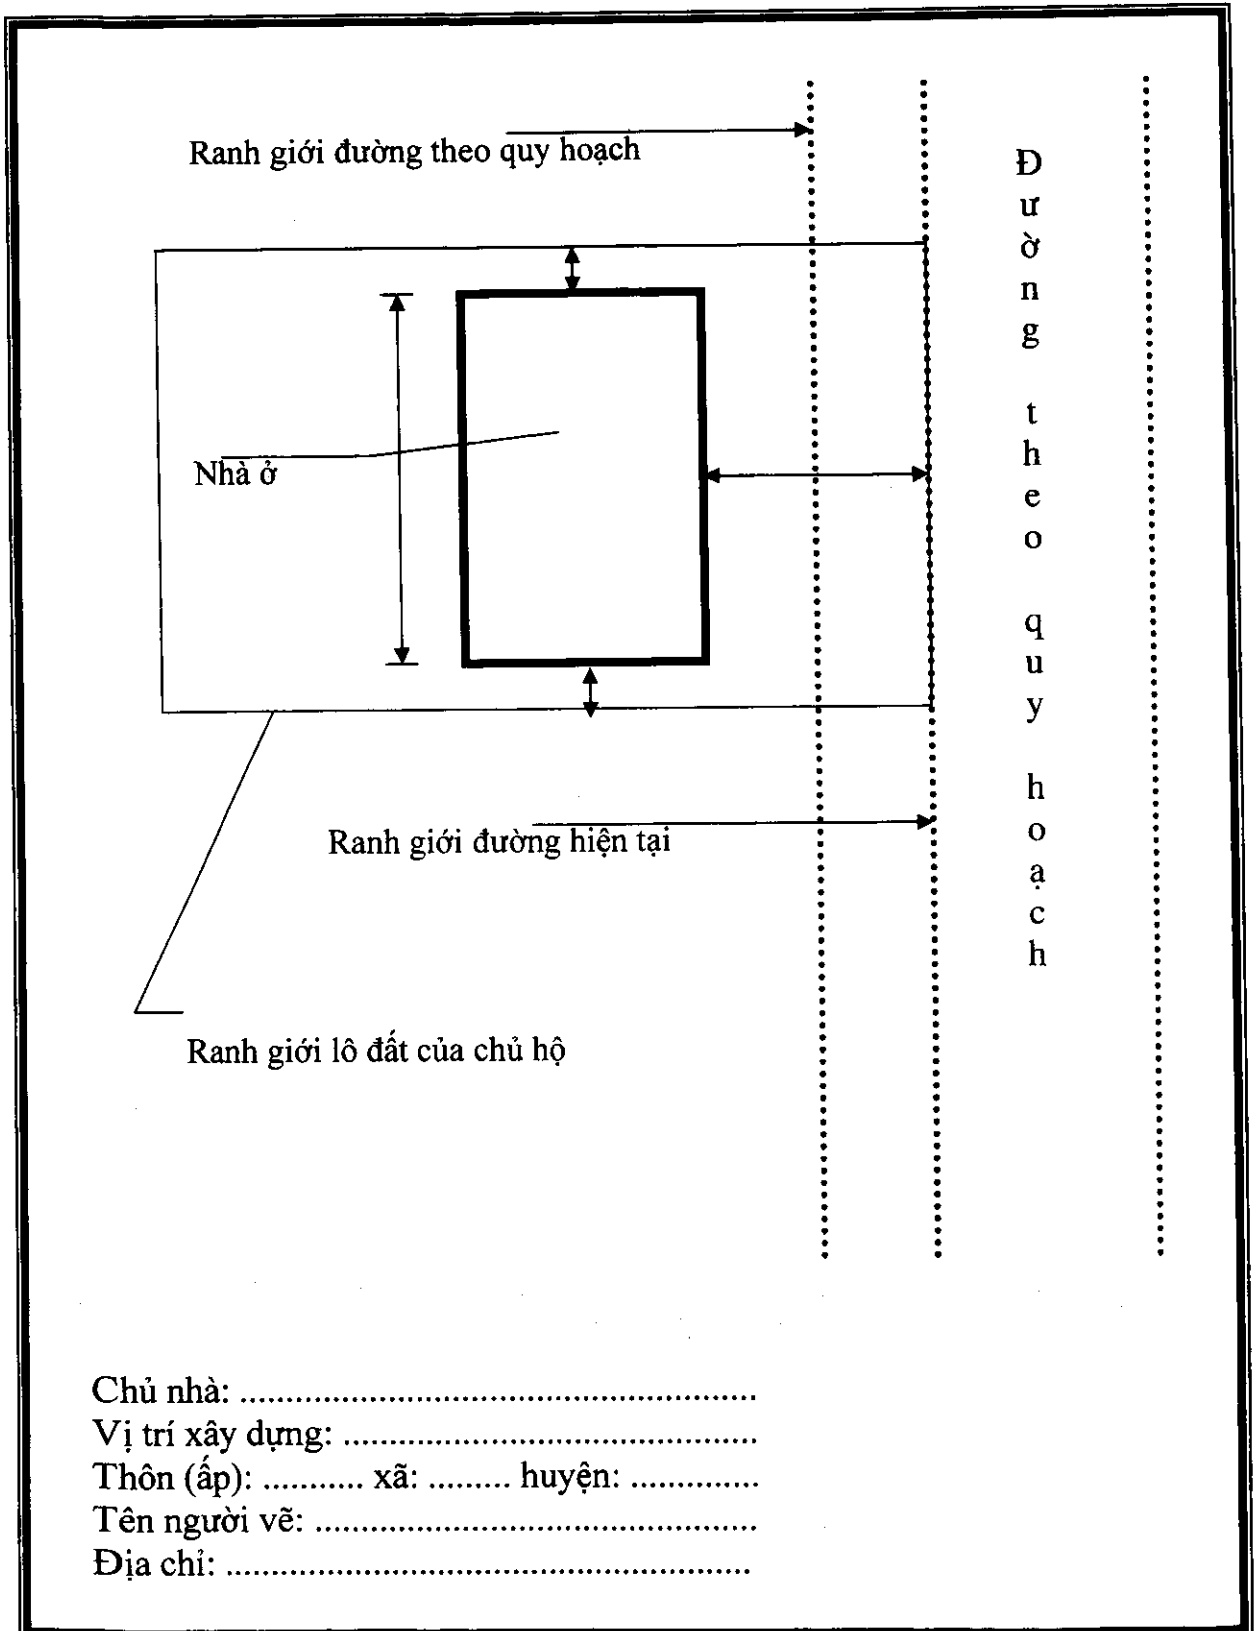 Ranh giới đường theo quy hoạch
Đường theo quy hoạch
Nhà ở
Ranh giới đường hiện tại
Ranh giới lô đất của chủ hộ
Chủ nhà: ........................................................
Vị trí xây dựng: .............................................
Thôn (ấp): ........... xã: ......... huyện: ..............
Tên người vẽ: ................................................
Địa chỉ: .........................................................